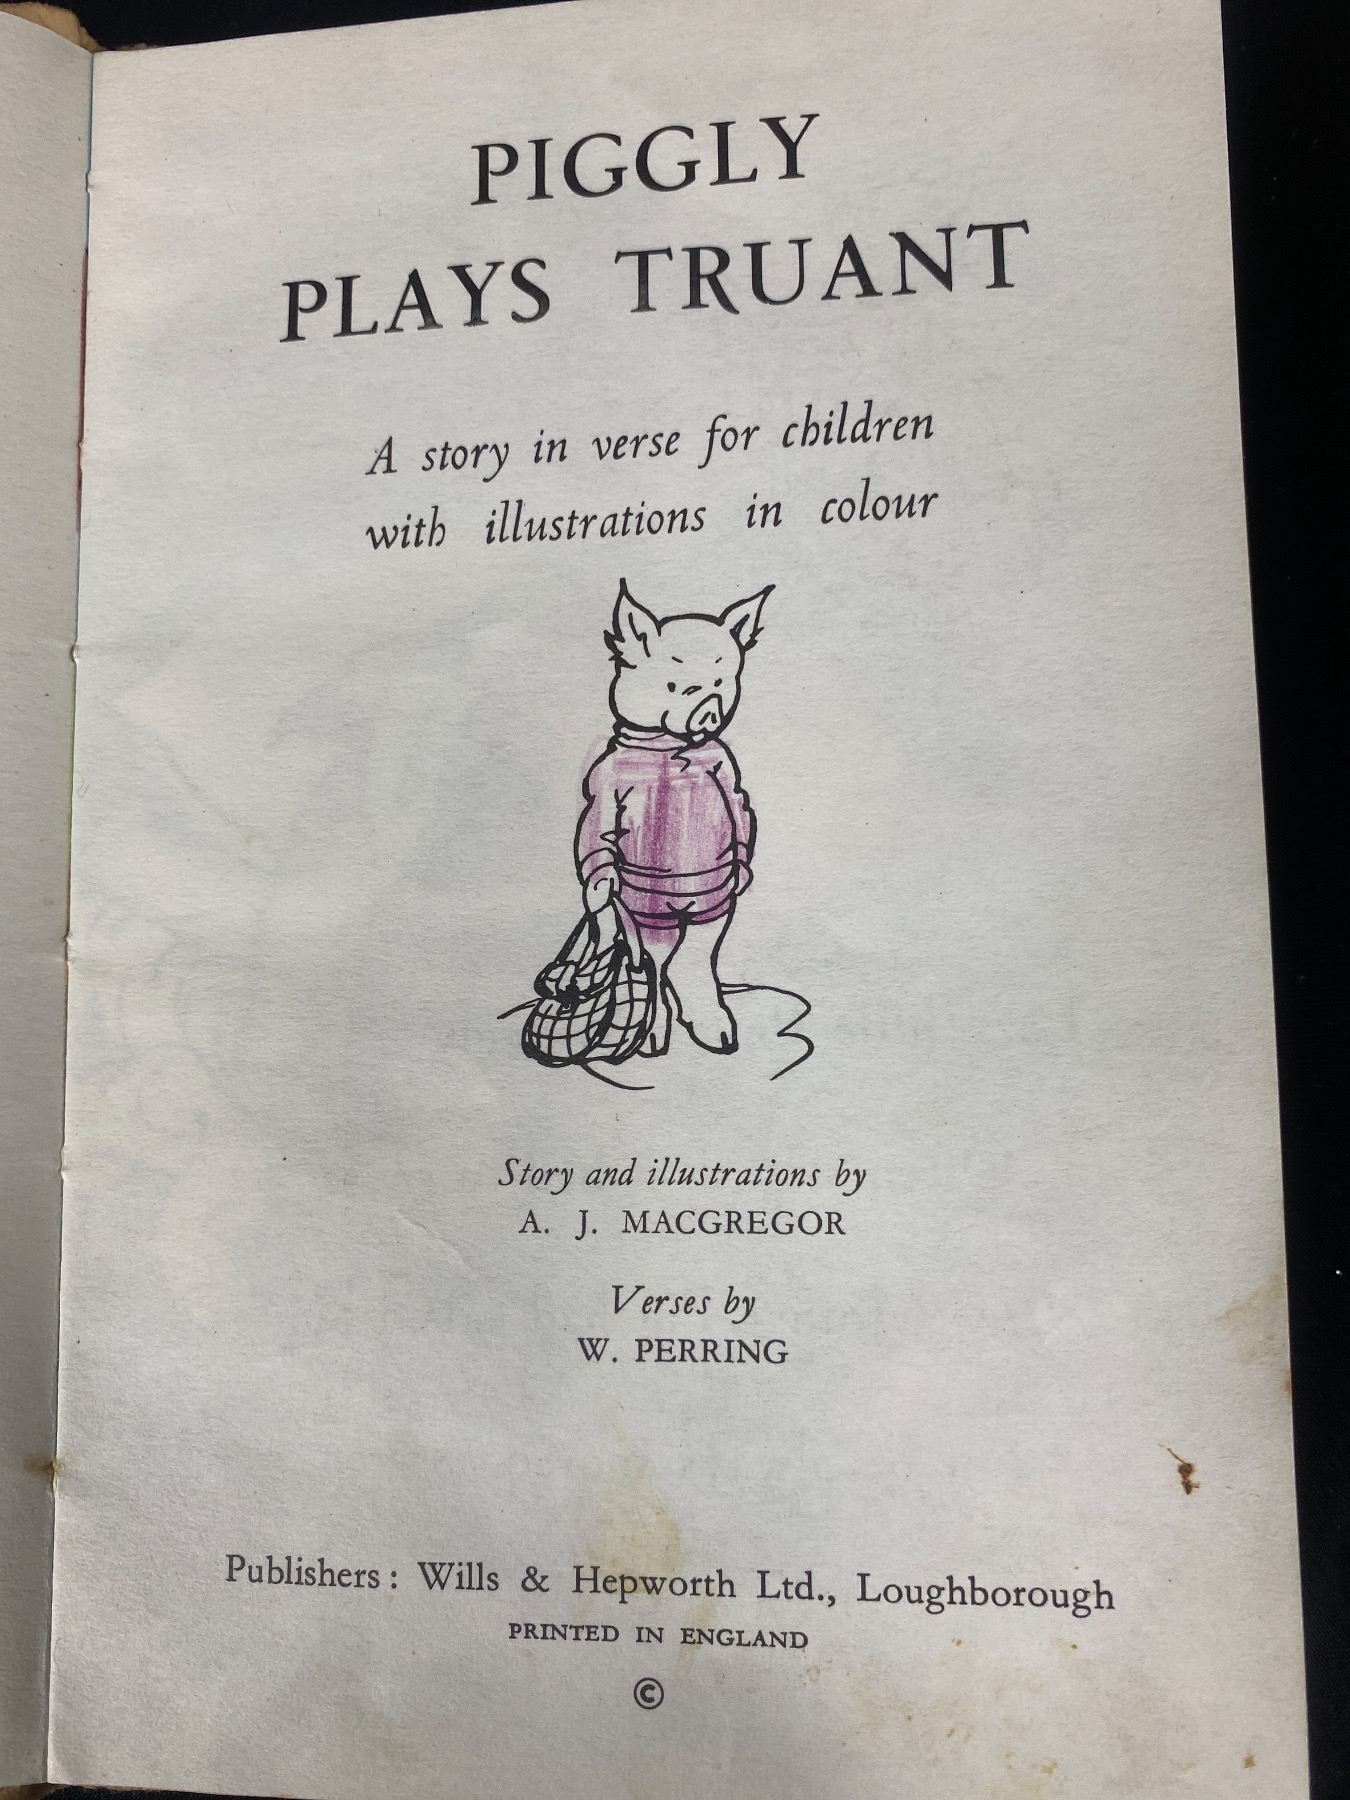 PIGGLY
PLAYS TRUANT
A story in verse for children
with illustrations in colour
Story and illustrations by
A. J. MACGREGOR
Verses by
W. PERRING
Publishers: Wills & Hepworth Ltd., Loughborough
PRINTED IN ENGLAND
©